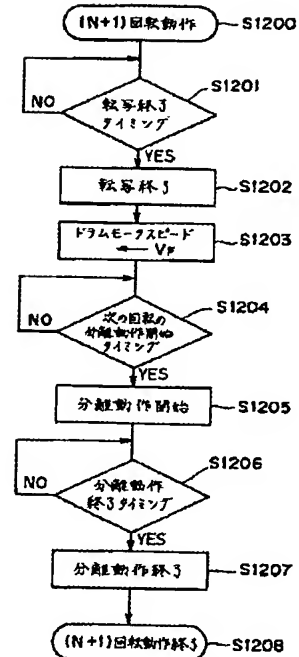 (N+1)回転動作
S1200
S1201
転写終了
タイミング
NO
YES
転写終了
S1202
ドラムモータスピード
← VF
S1203
S1204
次の回転の
分離動作開始
タイミング
NO
YES
分離動作開始
S1205
S1206
分離動作
終了タイミング
NO
YES
分離動作終了
S1207
(N+1)回転動作終了
S1208